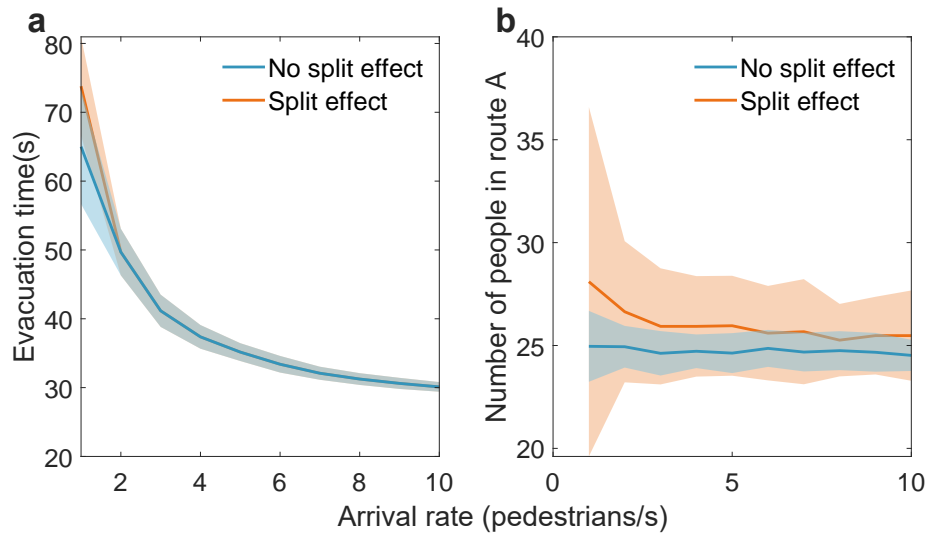 a
Evacuation time(s)
80
70
60
50
40
30
20
2
4
6
8
10
No split effect
Split effect
b
Number of people in route A
40
35
30
25
20
0
5
10
No split effect
Split effect
Arrival rate (pedestrians/s)